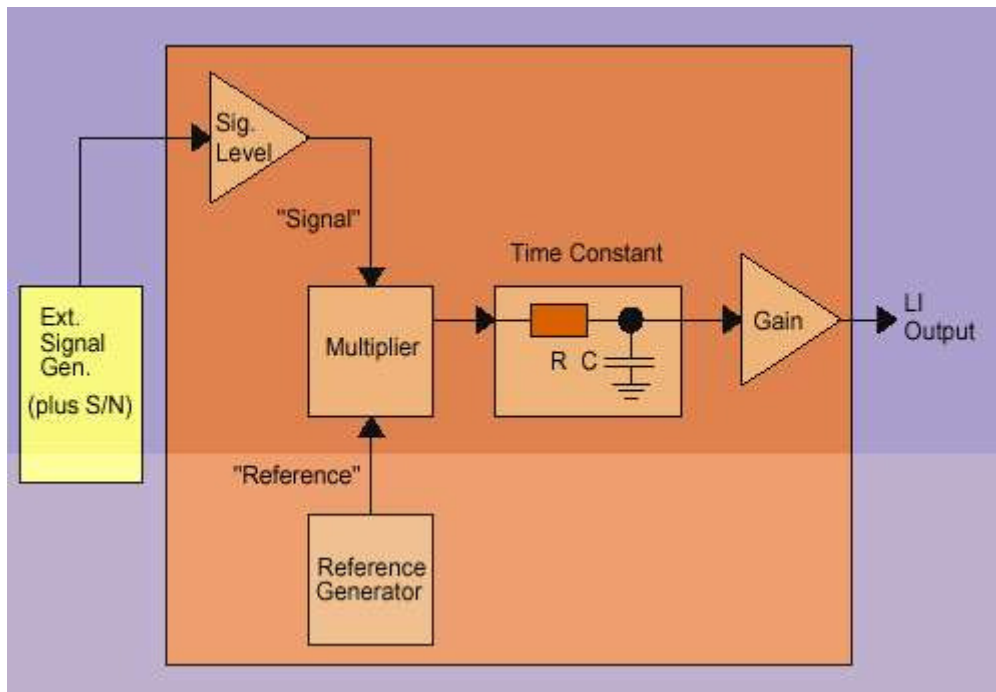 Sig.
Level
"Signal"
Time Constant
Ext.
Signal
Gen.
(plus S/N)
Multiplier
R C
Gain
LI
Output
"Reference"
Reference
Generator